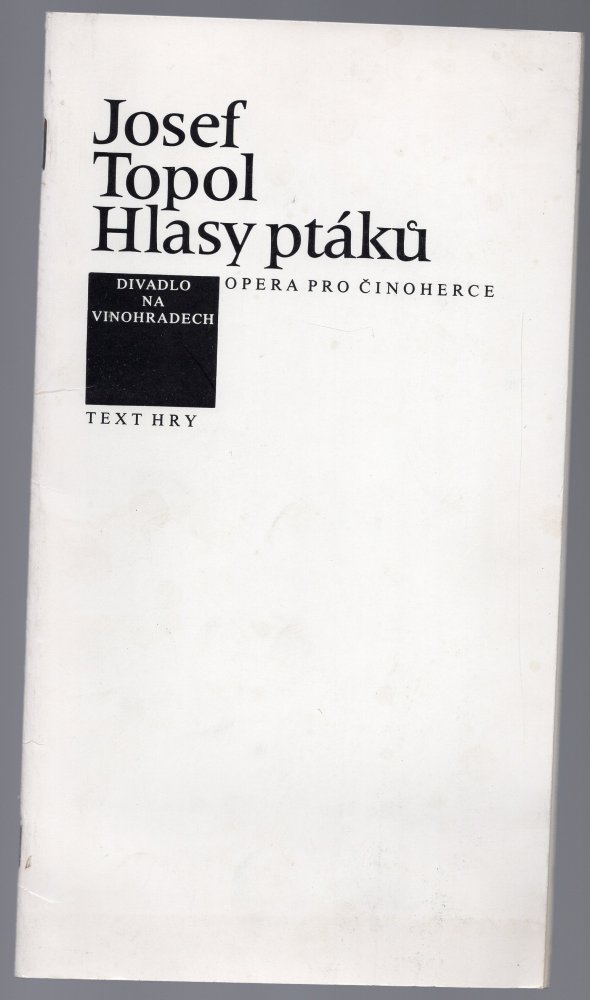 Josef
Topol
Hlasy ptáků
DIVADLO
NA
VINOHRADECH
OPERA PRO ČINOHERCE
TEXT HRY